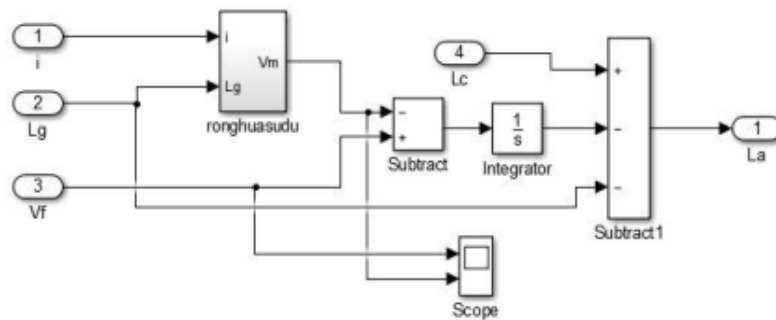 1
i
2
Lg
3
Vf
i
Lg
Vm
ronghuasudu
−
+
Subtract
1
s
Integrator
4
Lc
+
−
−
Subtract1
1
La
Scope